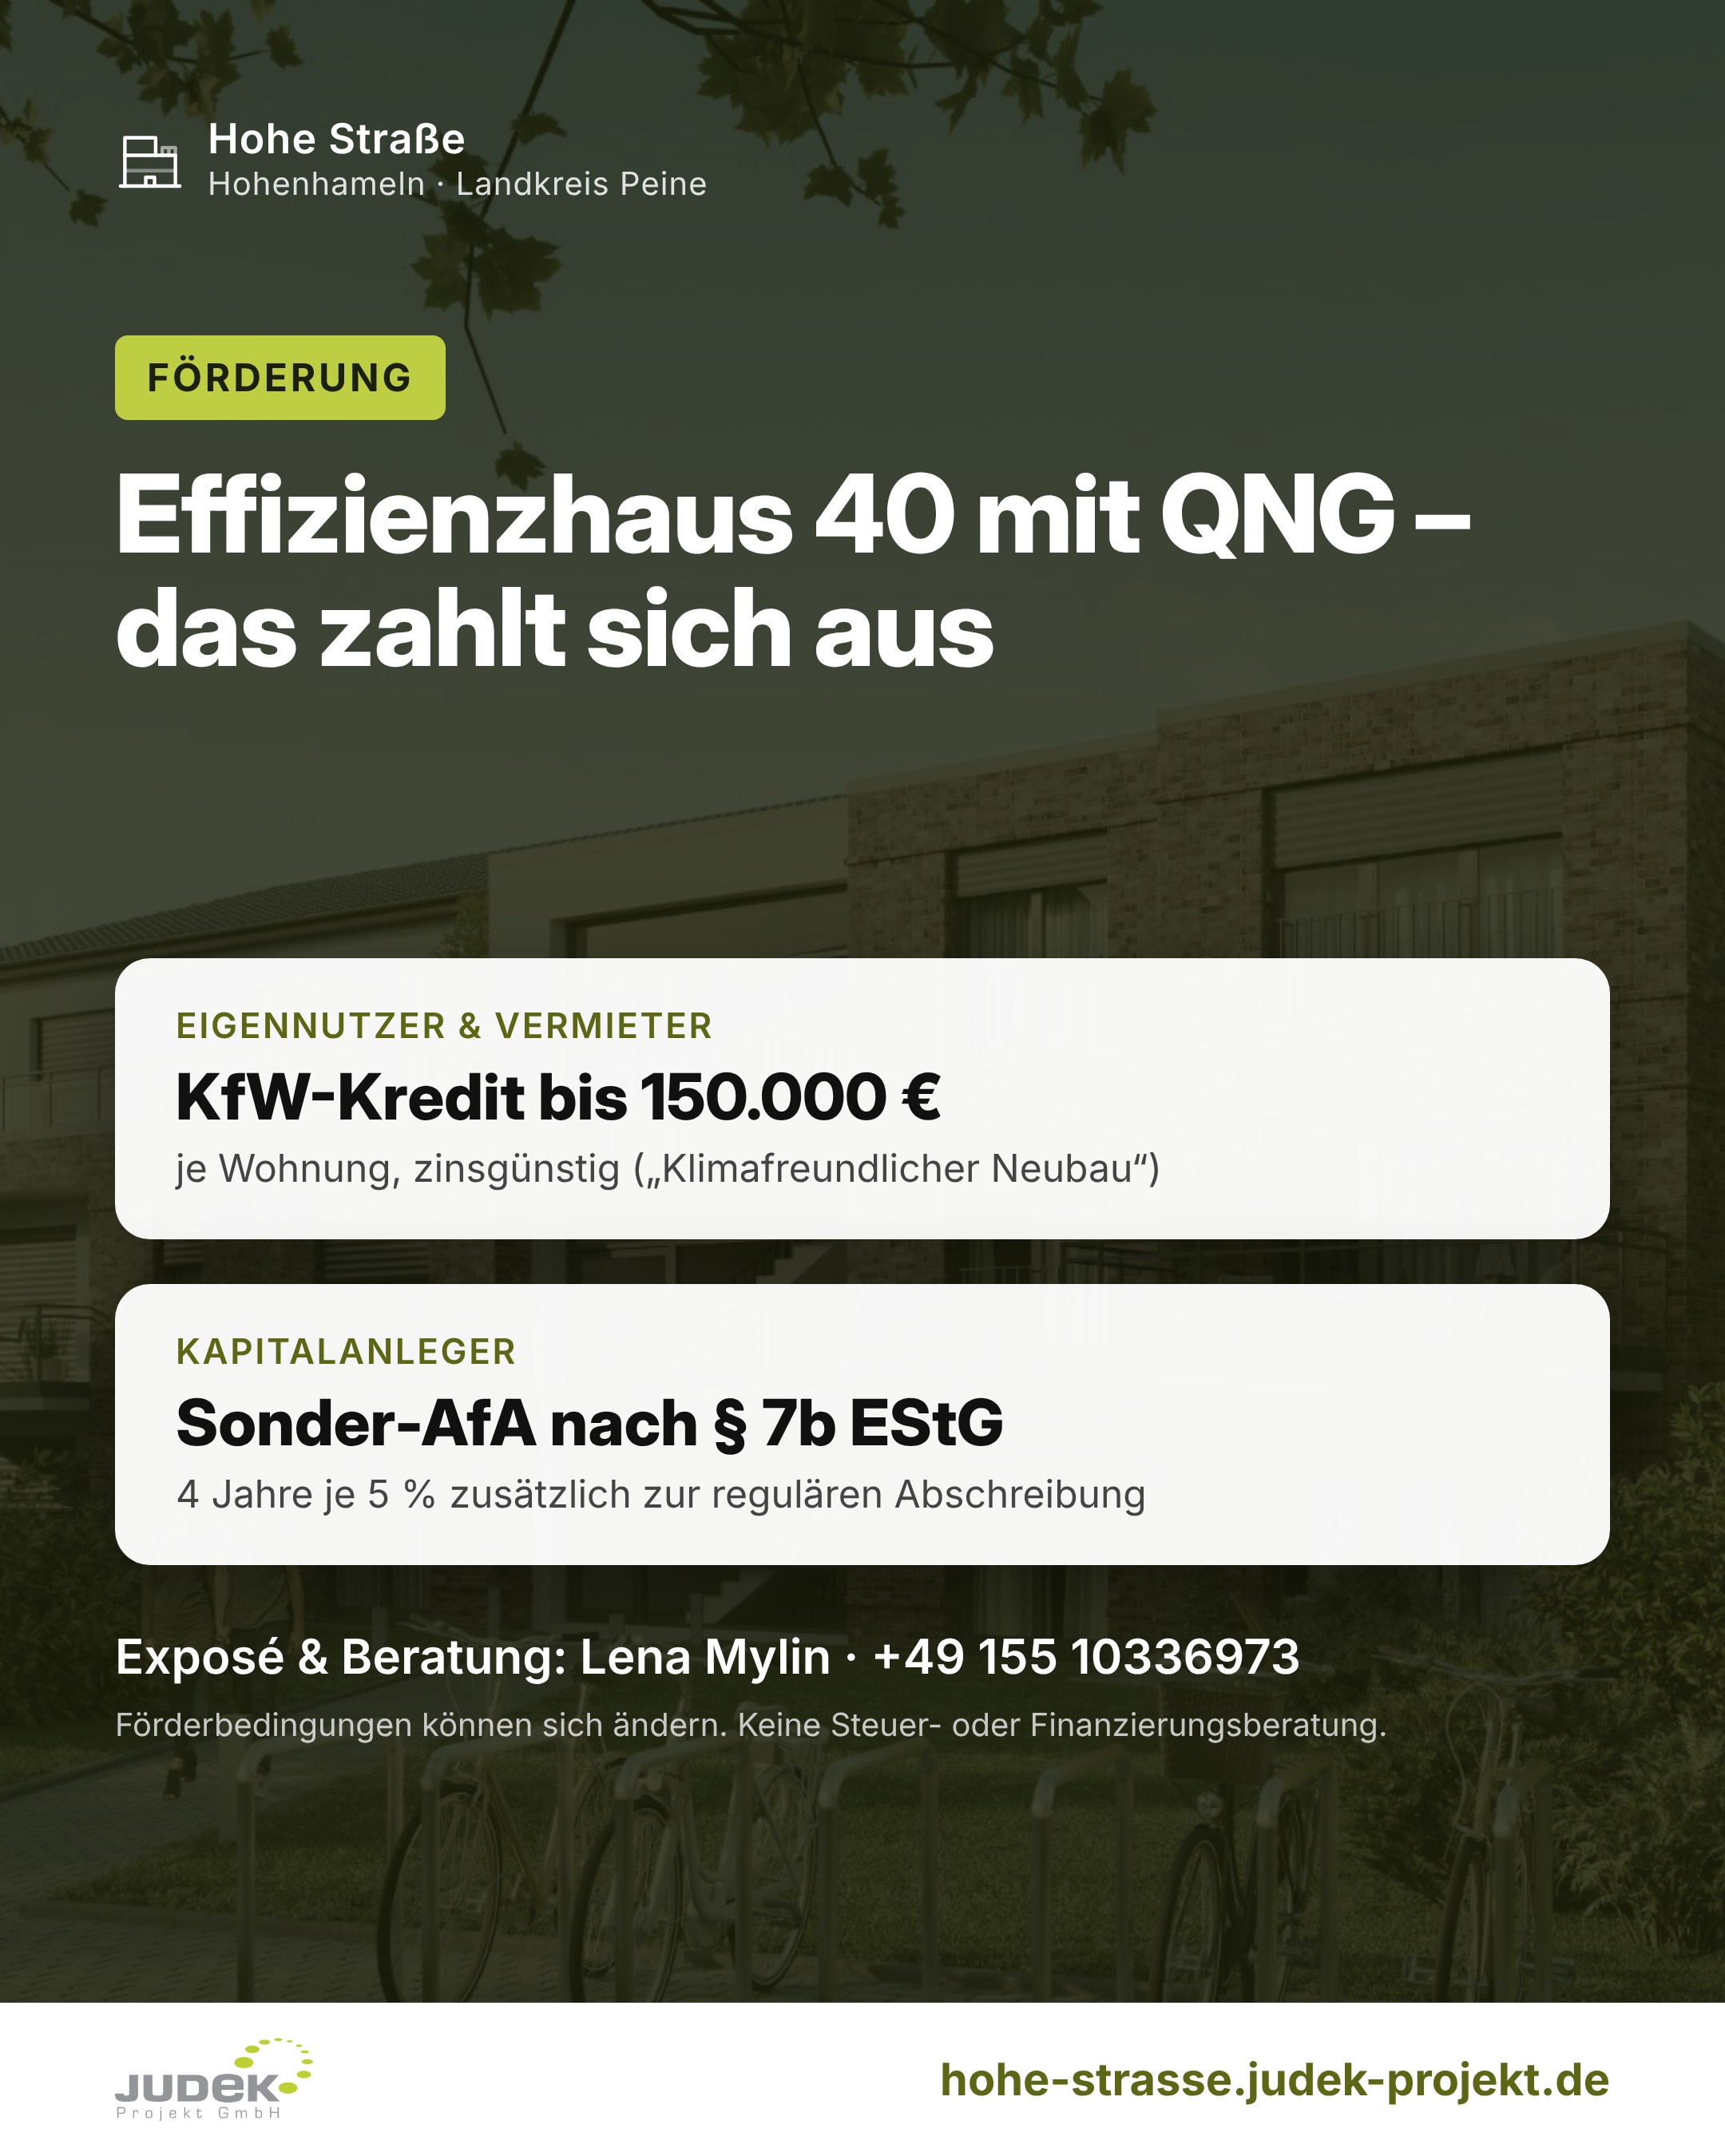 Hohe Straße
Hohenhameln · Landkreis Peine
FÖRDERUNG
Effizienzhaus 40 mit QNG –
das zahlt sich aus
EIGENNUTZER & VERMIETER
KfW-Kredit bis 150.000 €
je Wohnung, zinsgünstig („Klimafreundlicher Neubau“)
KAPITALANLEGER
Sonder-AfA nach § 7b EStG
4 Jahre je 5 % zusätzlich zur regulären Abschreibung
Exposé & Beratung: Lena Mylin · +49 155 10336973
Förderbedingungen können sich ändern. Keine Steuer- oder Finanzierungsberatung.
JUDEK
Projekt GmbH
hohe-strasse.judek-projekt.de